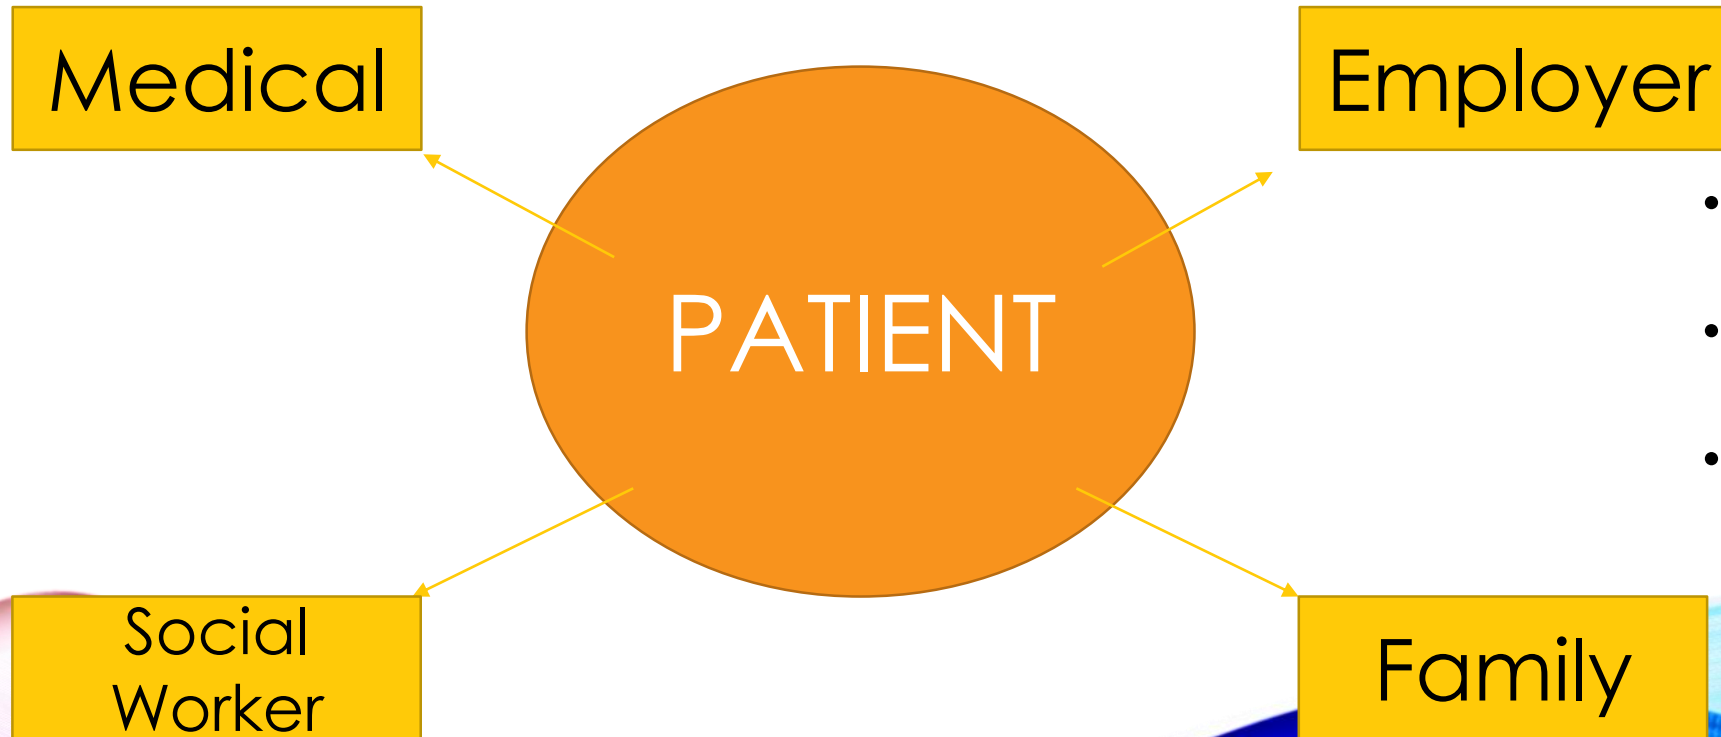 Medical
Employer
PATIENT
Social
Worker
Family